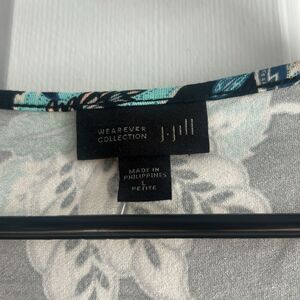 WEAREVER
COLLECTION
J.Jill
MADE IN
PHILIPPINES
L
PETITE